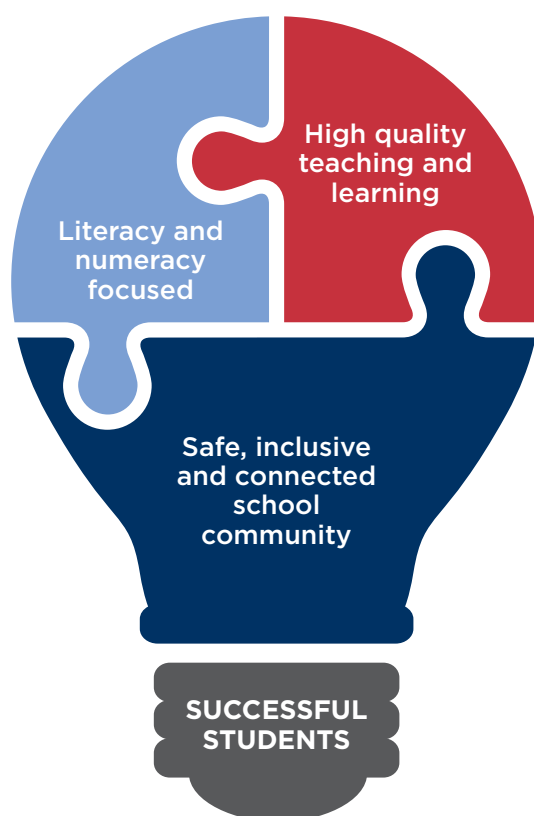 High quality
teaching and
learning
Literacy and
numeracy
focused
Safe, inclusive
and connected
school
community
SUCCESSFUL
STUDENTS